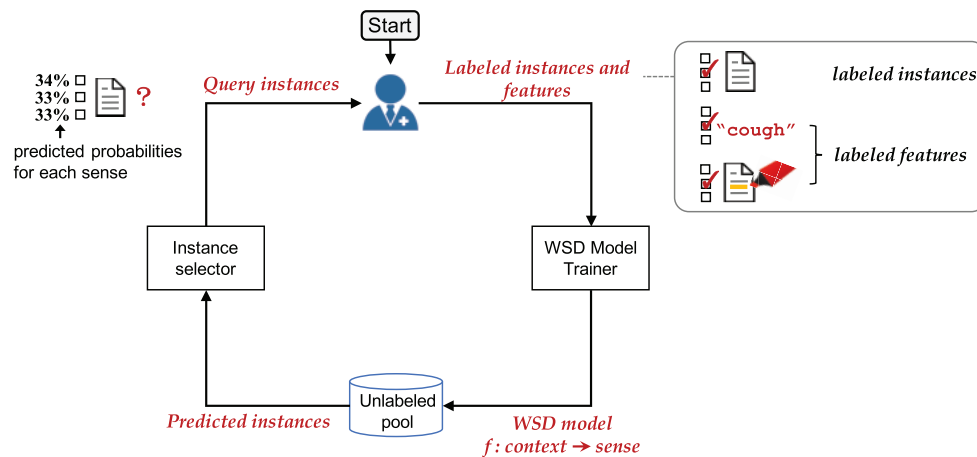 Start
34%
33%
33%
?
predicted probabilities
for each sense
Query instances
Labeled instances and
features
labeled instances
"cough"
labeled features
Instance
selector
WSD Model
Trainer
Unlabeled
pool
Predicted instances
WSD model
f : context → sense